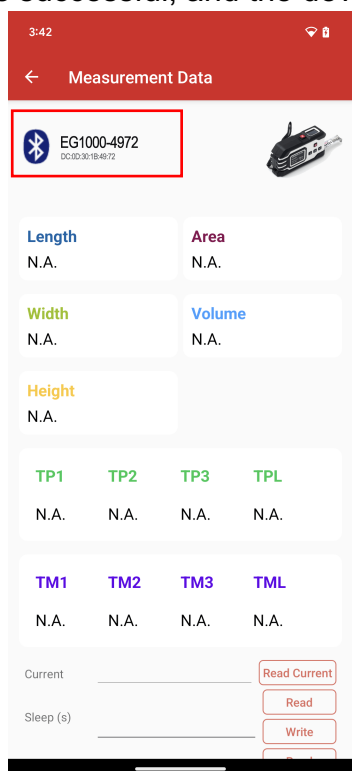 3:42
Measurement Data
EG1000-4972
DC:0D:30:1B:49:72
Length Area
N.A. N.A.
Width Volume
N.A. N.A.
Height
N.A.
TP1 TP2 TP3 TPL
N.A. N.A. N.A. N.A.
TM1 TM2 TM3 TML
N.A. N.A. N.A. N.A.
Current Read Current
Read
Sleep (s)
Write